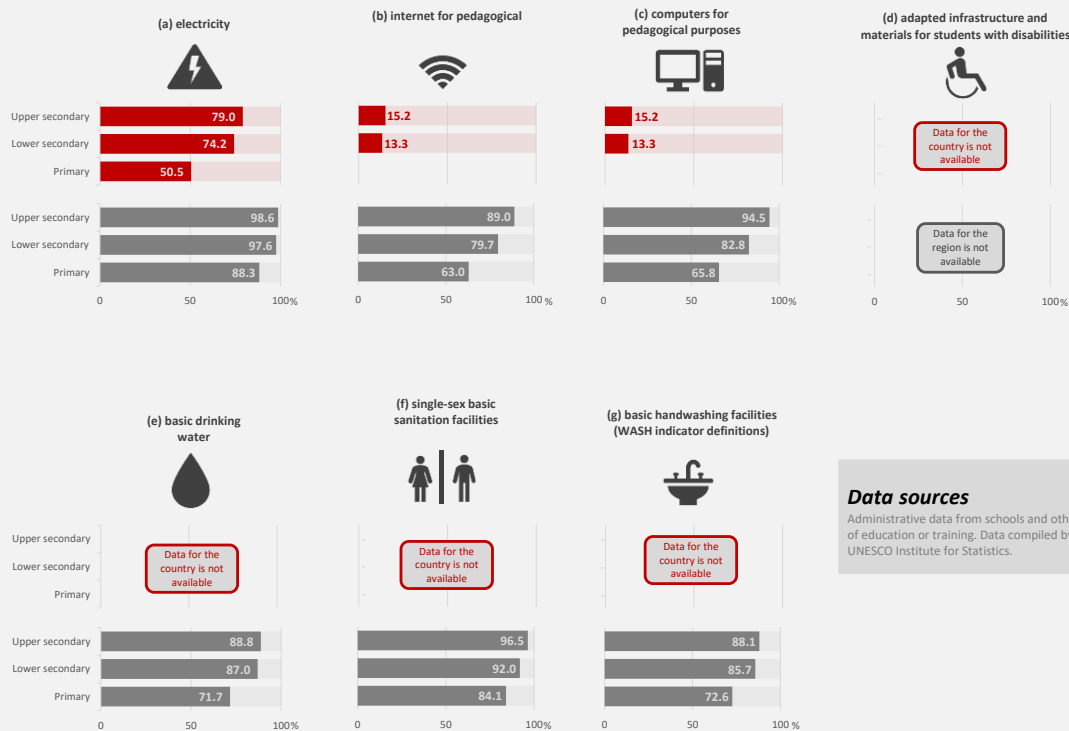 (a) electricity
(b) internet for pedagogical
(c) computers for
pedagogical purposes
(d) adapted infrastructure and
materials for students with disabilities
Upper secondary 79.0
Lower secondary 74.2
Primary 50.5
15.2
13.3
15.2
13.3
Data for the
country is not
available
Upper secondary 98.6
Lower secondary 97.6
Primary 88.3
0 50 100%
89.0
79.7
63.0
0 50 100 %
94.5
82.8
65.8
0 50 100%
Data for the
region is not
available
0 50 100%
(e) basic drinking
water
(f) single-sex basic
sanitation facilities
(g) basic handwashing facilities
(WASH indicator definitions)
Upper secondary
Lower secondary
Primary
Data for the
country is not
available
Data for the
country is not
available
Data for the
country is not
available
Upper secondary 88.8
Lower secondary 87.0
Primary 71.7
0 50 100%
96.5
92.0
84.1
0 50 100 %
88.1
85.7
72.6
0 50 100%
Data sources
Administrative data from schools and
of education or training. Data compiled
UNESCO Institute for Statistics.